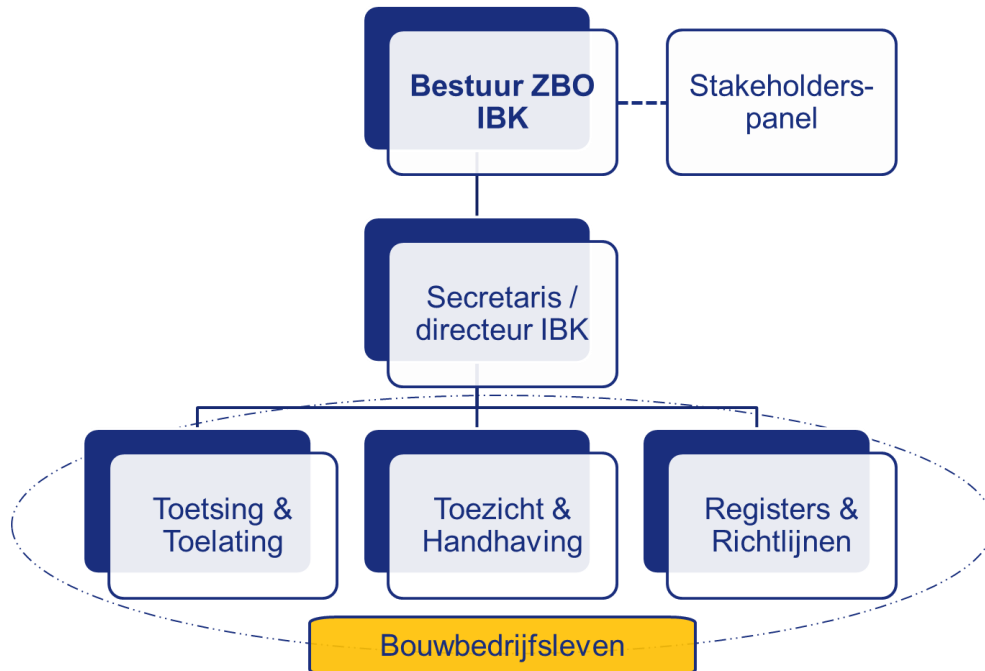 Bestuur ZBO
IBK
Stakeholders-
panel
Secretaris /
directeur IBK
Toetsing &
Toelating
Toezicht &
Handhaving
Registers &
Richtlijnen
Bouwbedrijfsleven